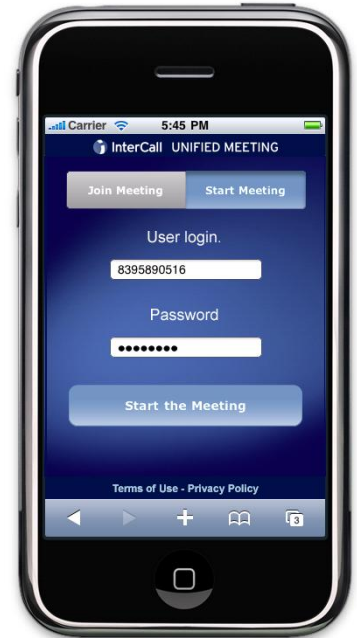 Carrier 5:45 PM
InterCall UNIFIED MEETING
Join Meeting Start Meeting
User login.
8395890516
Password
••••••••
Start the Meeting
Terms of Use - Privacy Policy
3